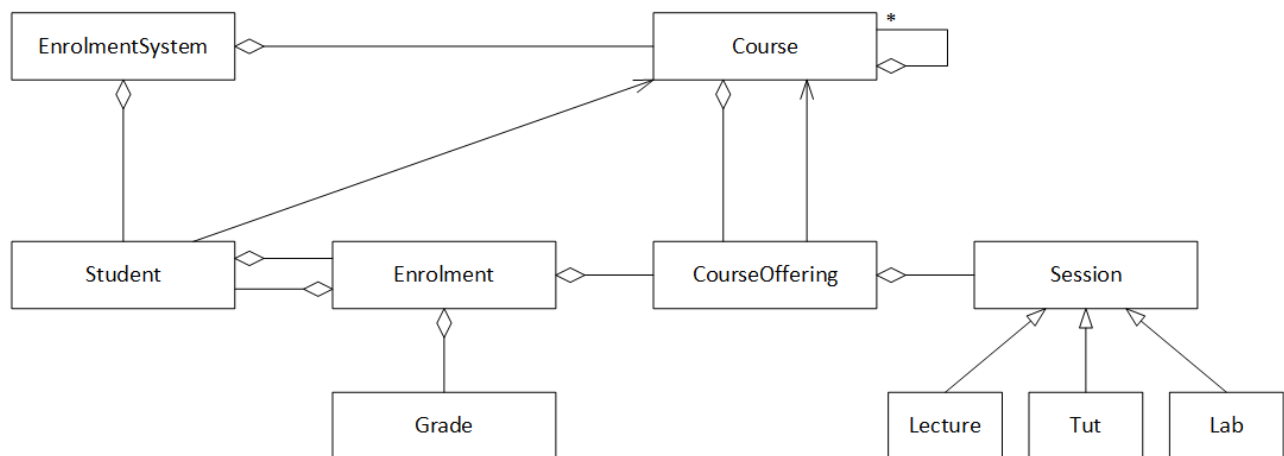 *
EnrolmentSystem
Course
Student
Enrolment
CourseOffering
Session
Grade
Lecture
Tut
Lab